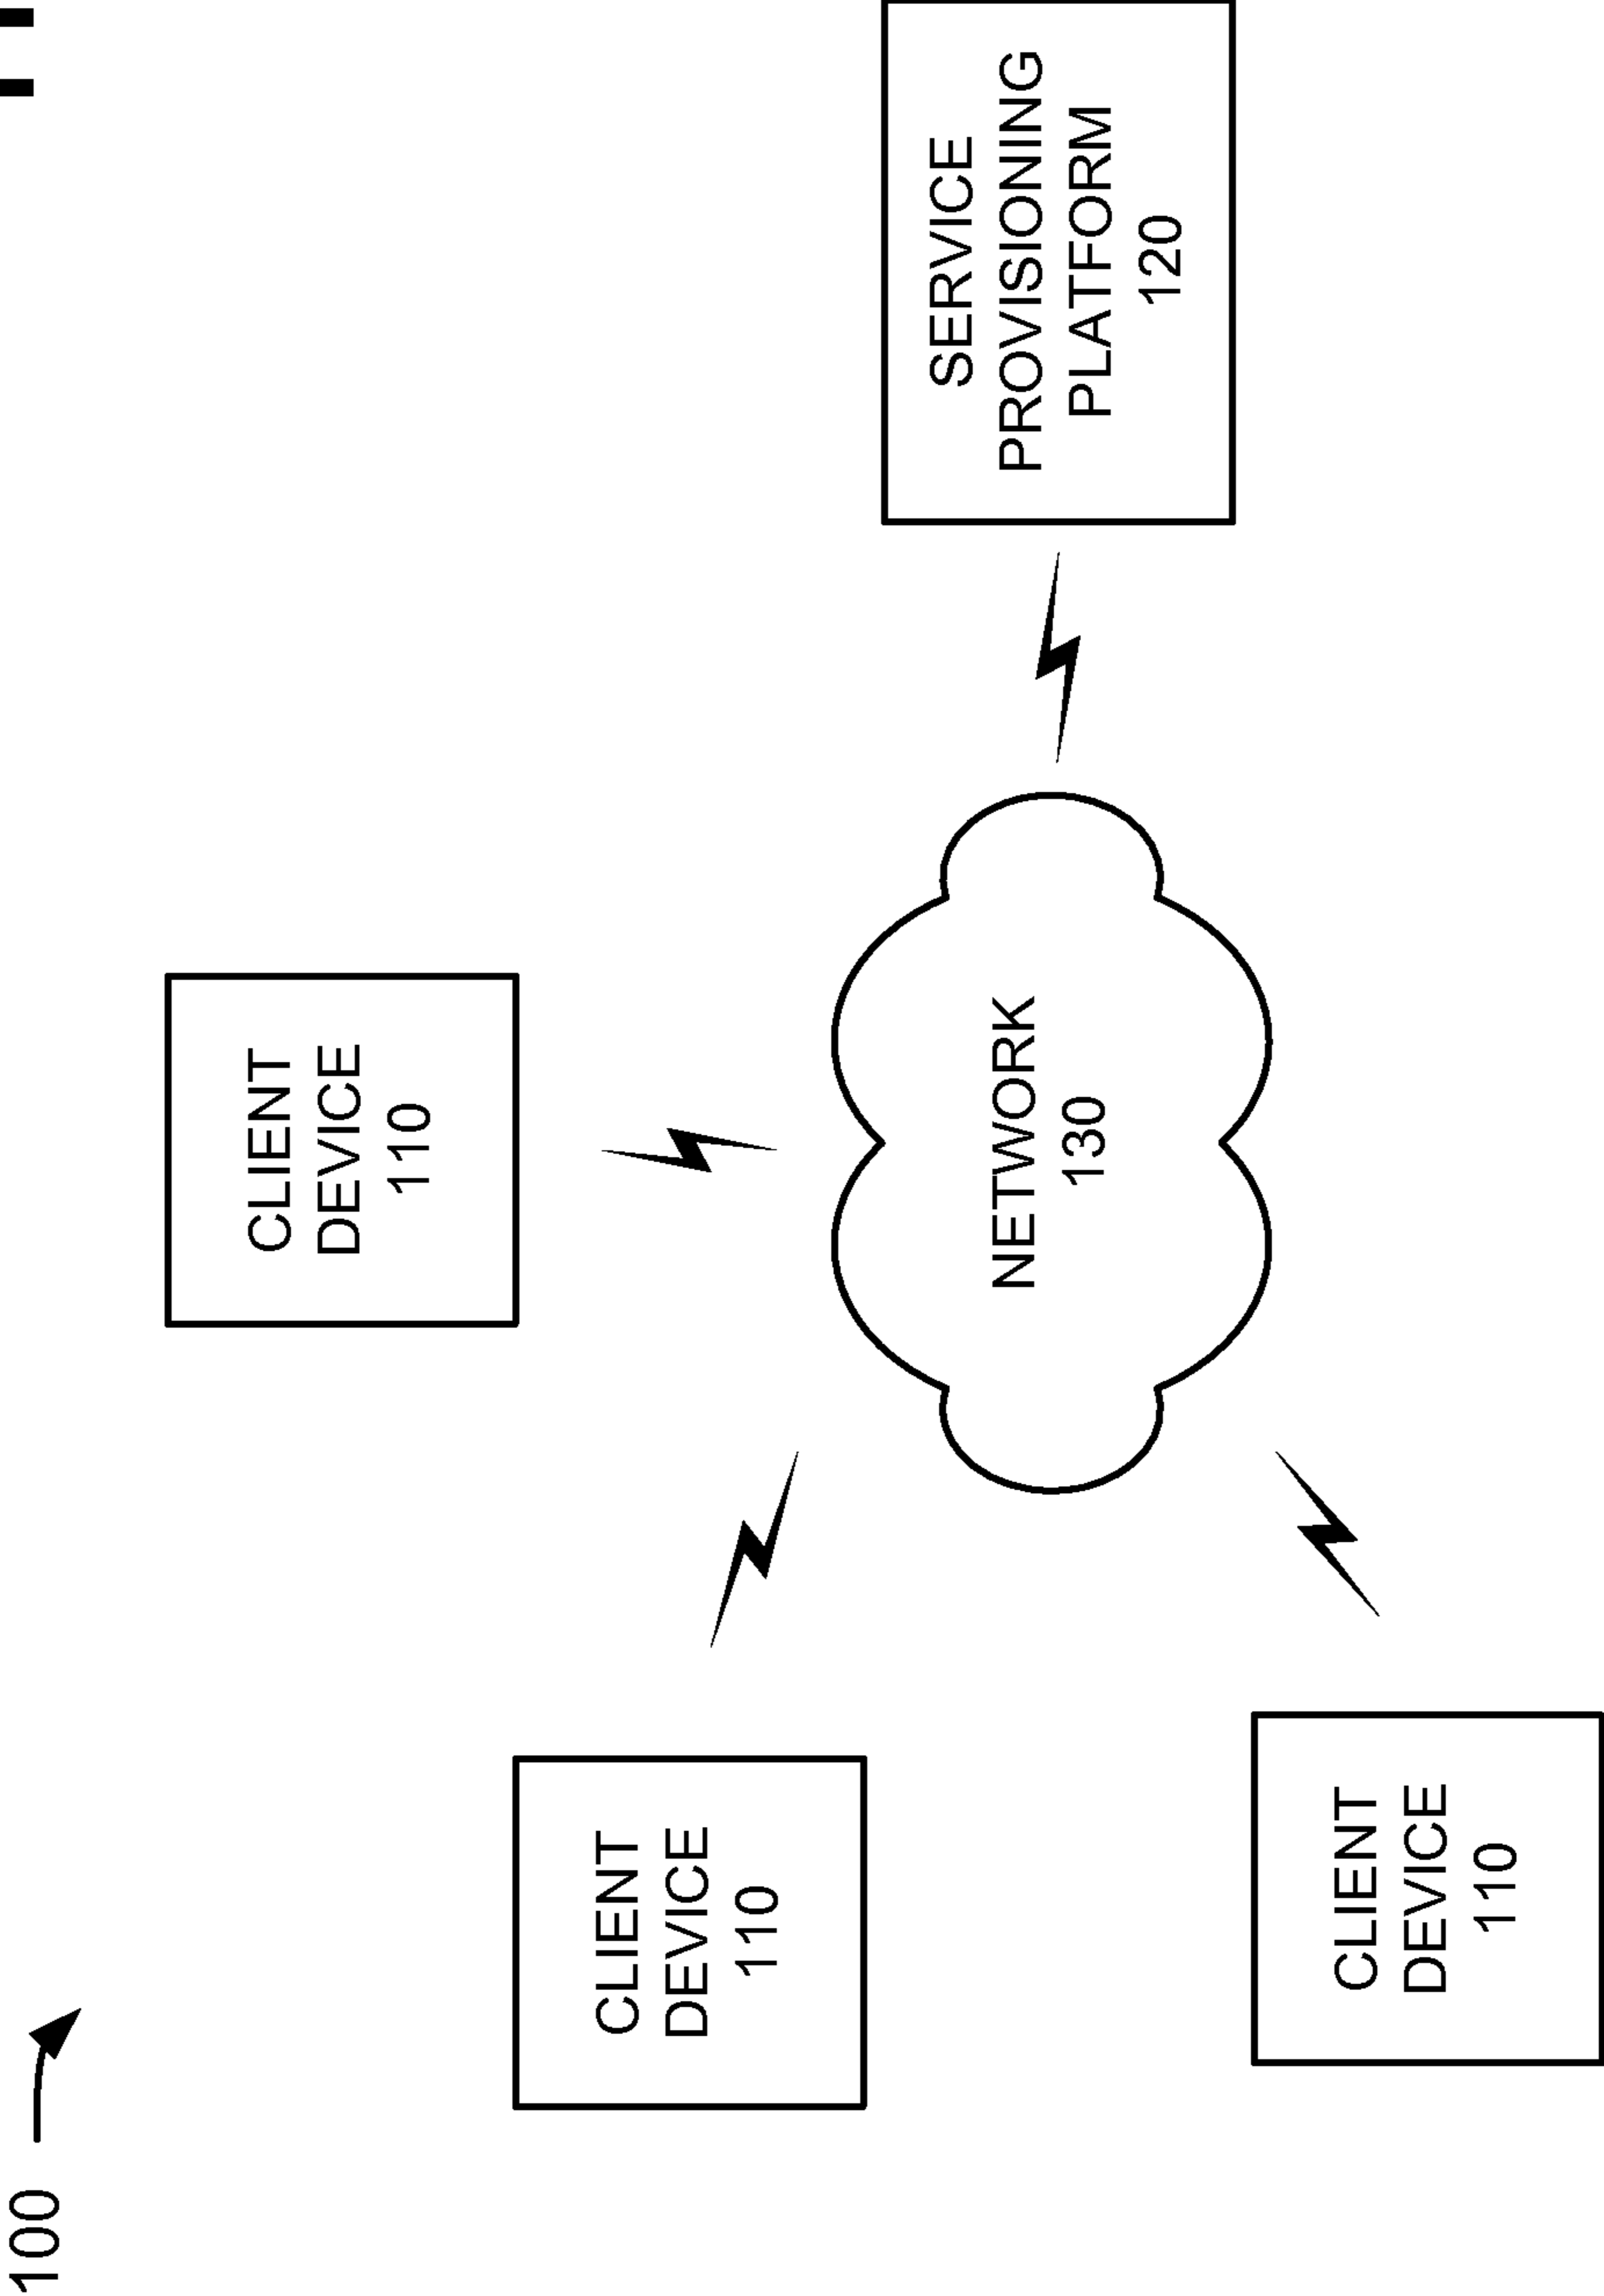 100
CLIENT
DEVICE
110
CLIENT
DEVICE
110
SERVICE
PROVISIONING
PLATFORM
120
NETWORK
130
CLIENT
DEVICE
110